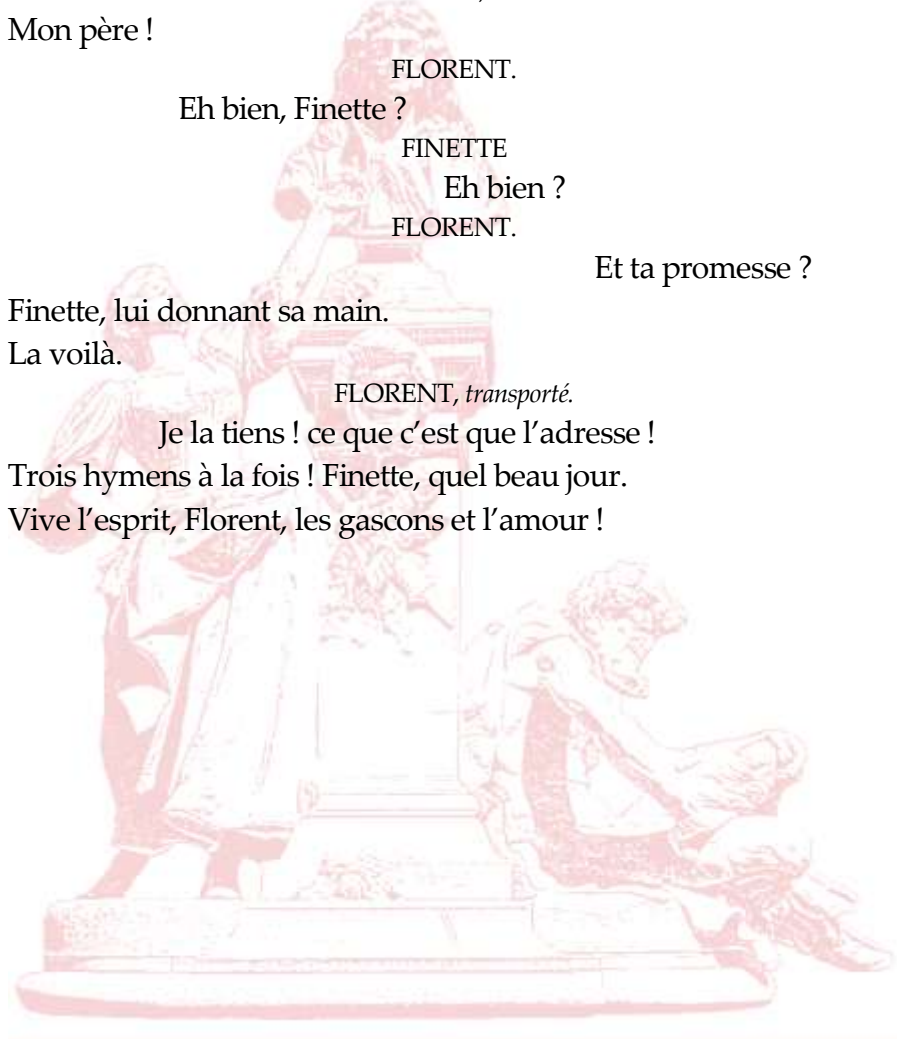 Mon père !
FLORENT.
Eh bien, Finette ?
FINETTE
Eh bien ?
FLORENT.
Et ta promesse ?
Finette, lui donnant sa main.
La voilà.
FLORENT, transporté.
Je la tiens ! ce que c’est que l’adresse !
Trois hymens à la fois ! Finette, quel beau jour.
Vive l’esprit, Florent, les gascons et l’amour !